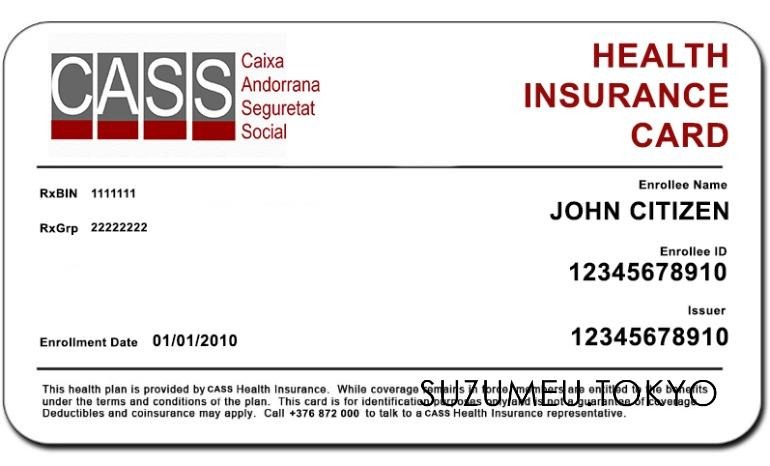 CASS
Caixa
Andorrana
Seguretat
Social
HEALTH
INSURANCE
CARD
RxBIN 1111111
RxGrp 22222222
Enrollee Name
JOHN CITIZEN
Enrollee ID
12345678910
Issuer
12345678910
Enrollment Date 01/01/2010
This health plan is provided by CASS Health Insurance. While coverage remains in force, members are entitled to the benefits
under the terms and conditions of the plan. This card is for identification purposes only and is not a guarantee of coverage.
Deductibles and coinsurance may apply. Call +376 872 000 to talk to a CASS Health Insurance representative.
SUZUMEU.TOKYO